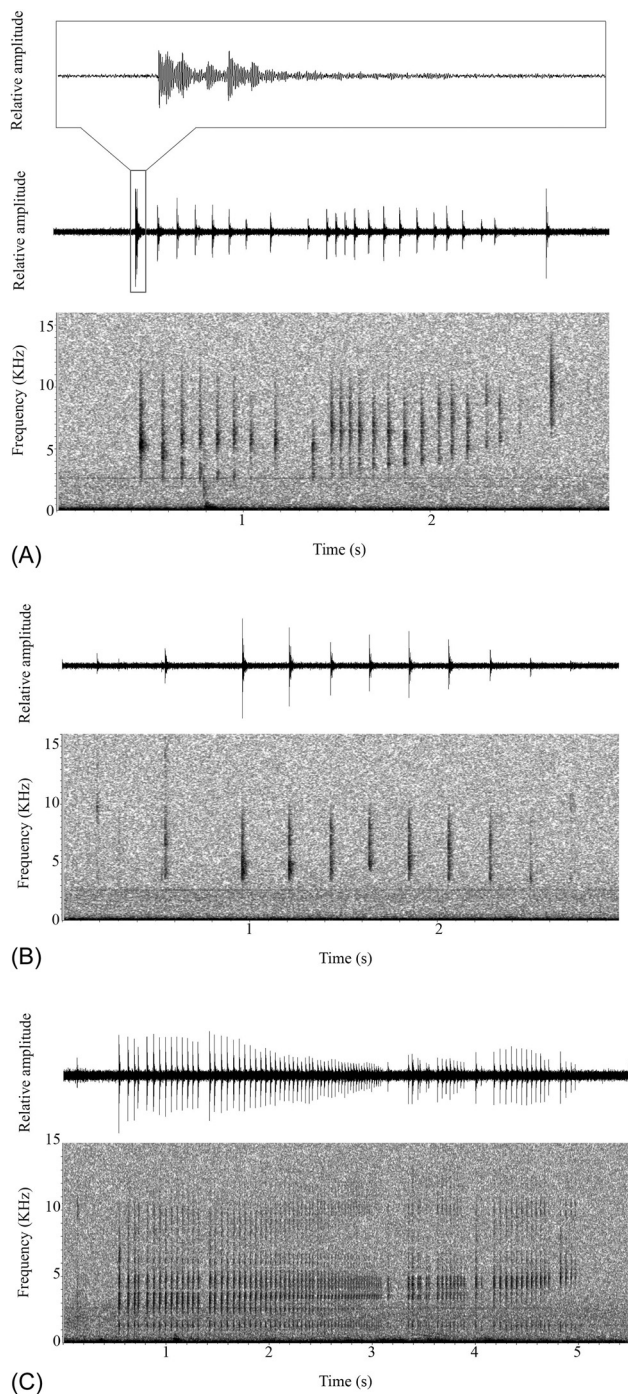 Relative amplitude
Relative amplitude
Frequency (KHz)
15
10
5
0
1 2
Time (s)
(A)
Relative amplitude
Frequency (KHz)
15
10
5
0
1 2
Time (s)
(B)
Relative amplitude
Frequency (KHz)
15
10
5
0
1 2 3 4 5
Time (s)
(C)